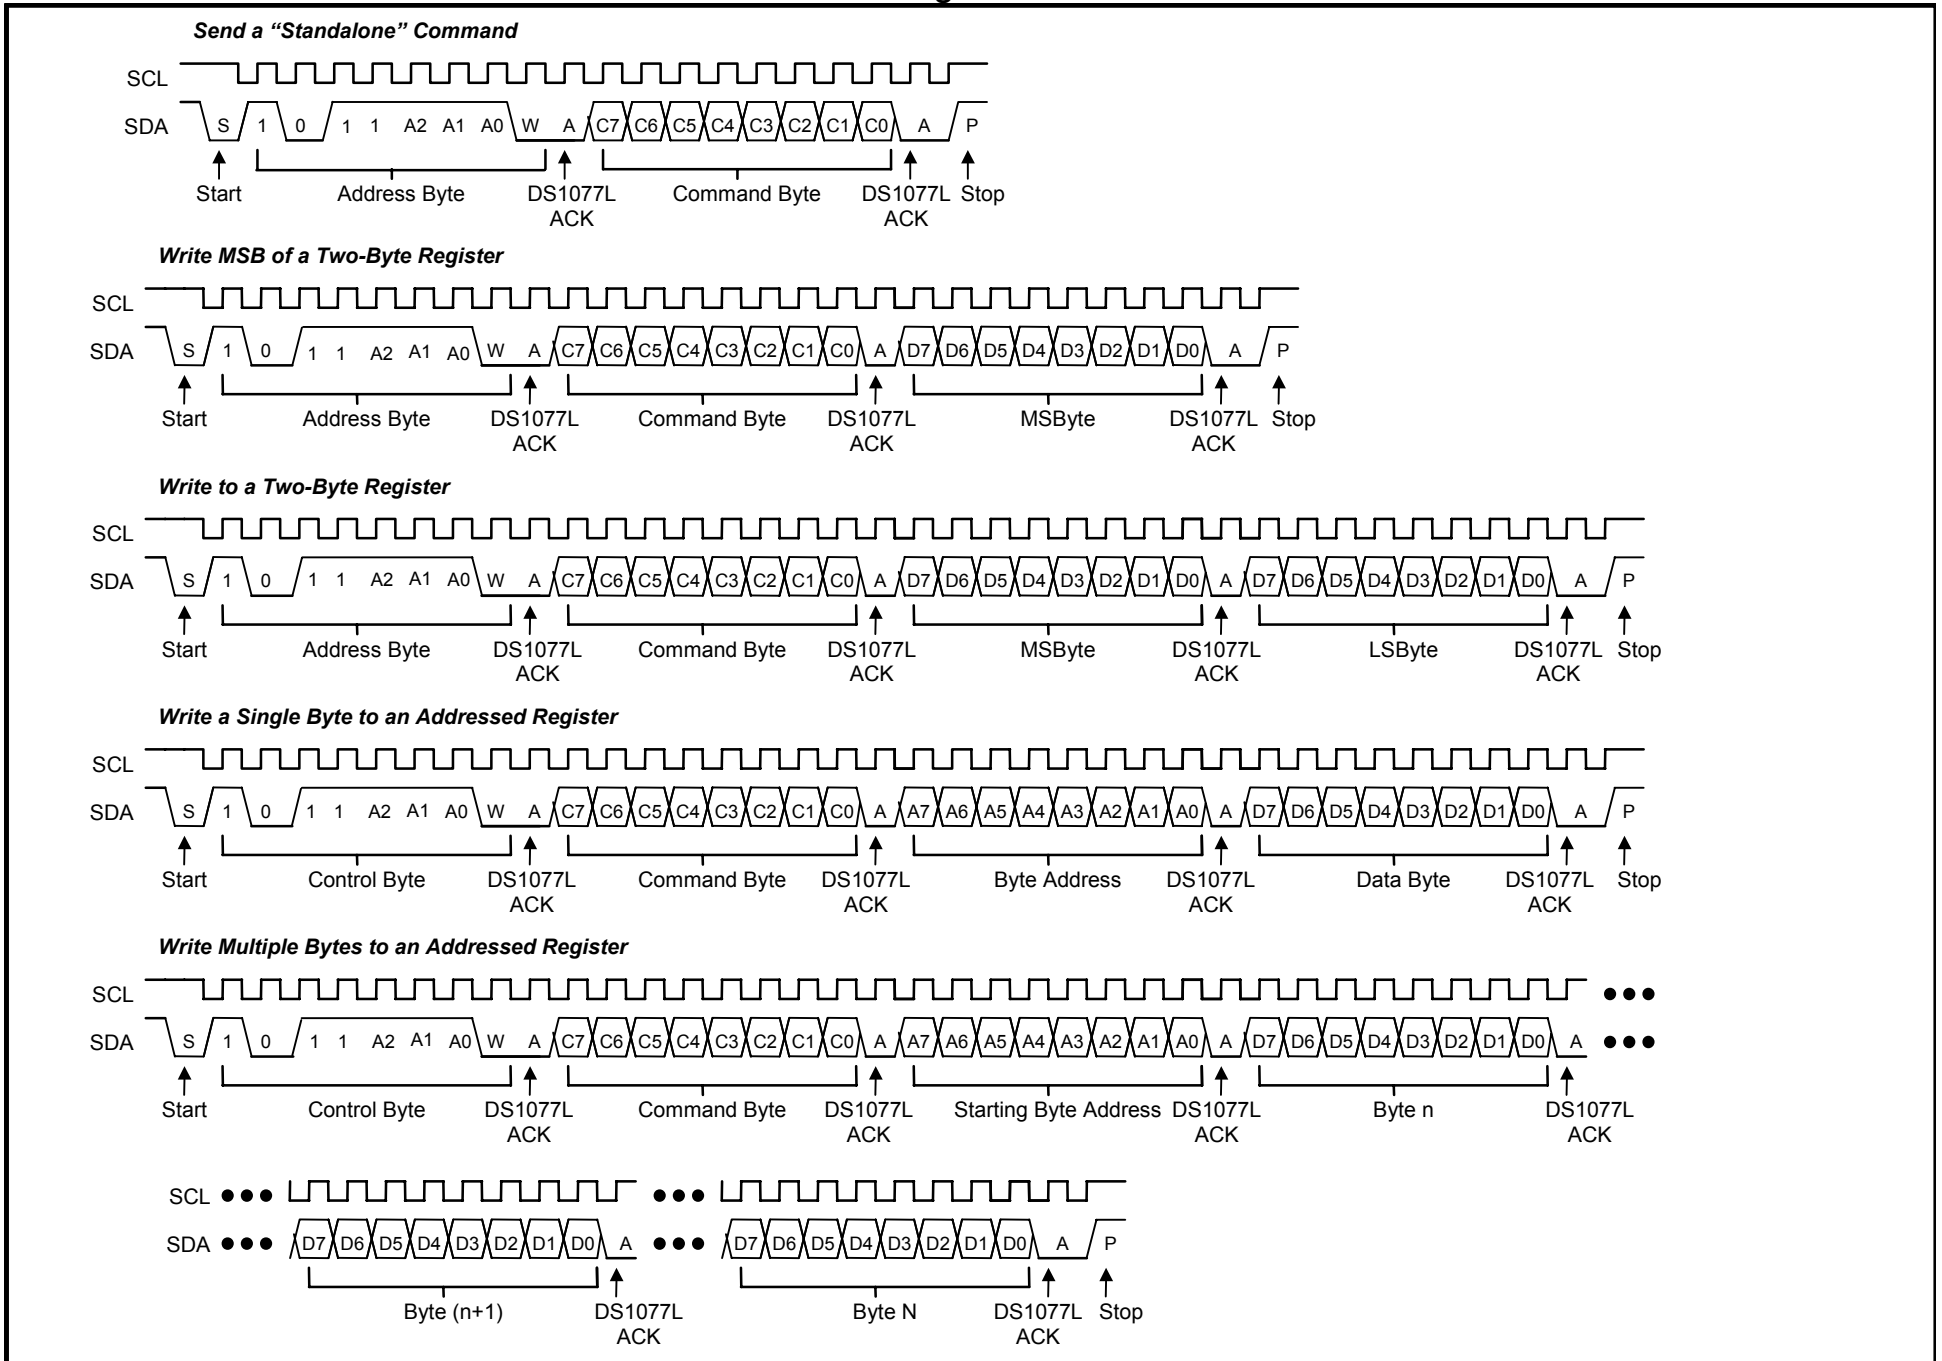 Send a “Standalone” Command
SCL
SDA S 1 0 1 1 A2 A1 A0 W A C7 C6 C5 C4 C3 C2 C1 C0 A P
Start Address Byte DS1077L ACK Command Byte DS1077L ACK Stop
Write MSB of a Two-Byte Register
SCL
SDA S 1 0 1 1 A2 A1 A0 W A C7 C6 C5 C4 C3 C2 C1 C0 A D7 D6 D5 D4 D3 D2 D1 D0 A P
Start Address Byte DS1077L ACK Command Byte DS1077L ACK MSByte DS1077L ACK Stop
Write to a Two-Byte Register
SCL
SDA S 1 0 1 1 A2 A1 A0 W A C7 C6 C5 C4 C3 C2 C1 C0 A D7 D6 D5 D4 D3 D2 D1 D0 A D7 D6 D5 D4 D3 D2 D1 D0 A P
Start Address Byte DS1077L ACK Command Byte DS1077L ACK MSByte DS1077L ACK LSByte DS1077L ACK Stop
Write a Single Byte to an Addressed Register
SCL
SDA S 1 0 1 1 A2 A1 A0 W A C7 C6 C5 C4 C3 C2 C1 C0 A A7 A6 A5 A4 A3 A2 A1 A0 A D7 D6 D5 D4 D3 D2 D1 D0 A P
Start Control Byte DS1077L ACK Command Byte DS1077L ACK Byte Address DS1077L ACK Data Byte DS1077L ACK Stop
Write Multiple Bytes to an Addressed Register
SCL
SDA S 1 0 1 1 A2 A1 A0 W A C7 C6 C5 C4 C3 C2 C1 C0 A A7 A6 A5 A4 A3 A2 A1 A0 A D7 D6 D5 D4 D3 D2 D1 D0 A
Start Control Byte DS1077L ACK Command Byte DS1077L ACK Starting Byte Address DS1077L ACK Byte n DS1077L ACK
SCL
SDA D7 D6 D5 D4 D3 D2 D1 D0 A D7 D6 D5 D4 D3 D2 D1 D0 A P
Byte (n+1) DS1077L ACK Byte N DS1077L ACK Stop